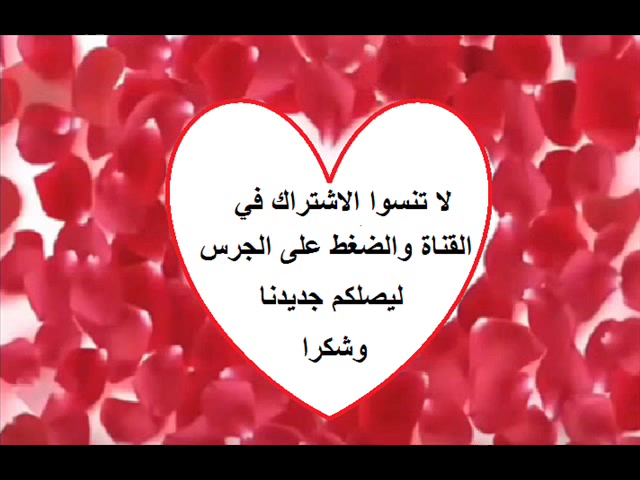 لا تنسوا الاشتراك في
القناة والضغط على الجرس
ليصلكم جديدنا
وشكرا